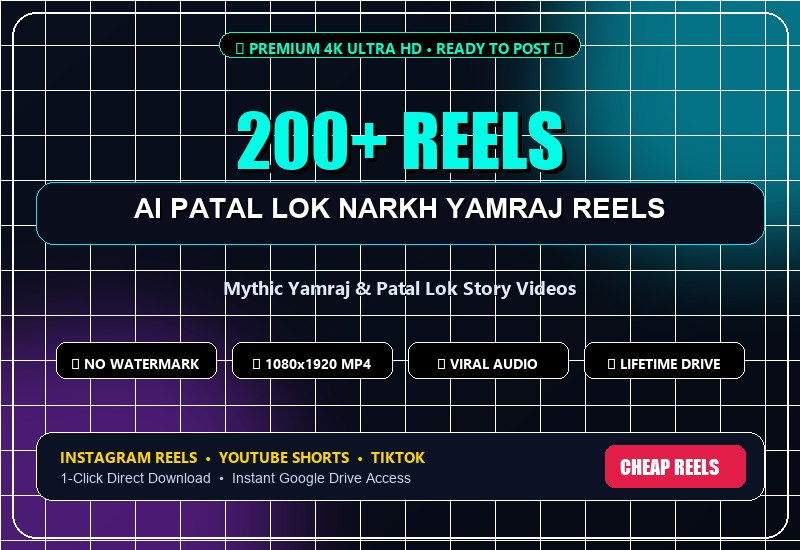 PREMIUM 4K ULTRA HD • READY TO POST
200+ REELS
AI PATAL LOK NARKH YAMRAJ REELS
Mythic Yamraj & Patal Lok Story Videos
NO WATERMARK
1080x1920 MP4
VIRAL AUDIO
LIFETIME DRIVE
INSTAGRAM REELS • YOUTUBE SHORTS • TIKTOK
1-Click Direct Download • Instant Google Drive Access
CHEAP REELS